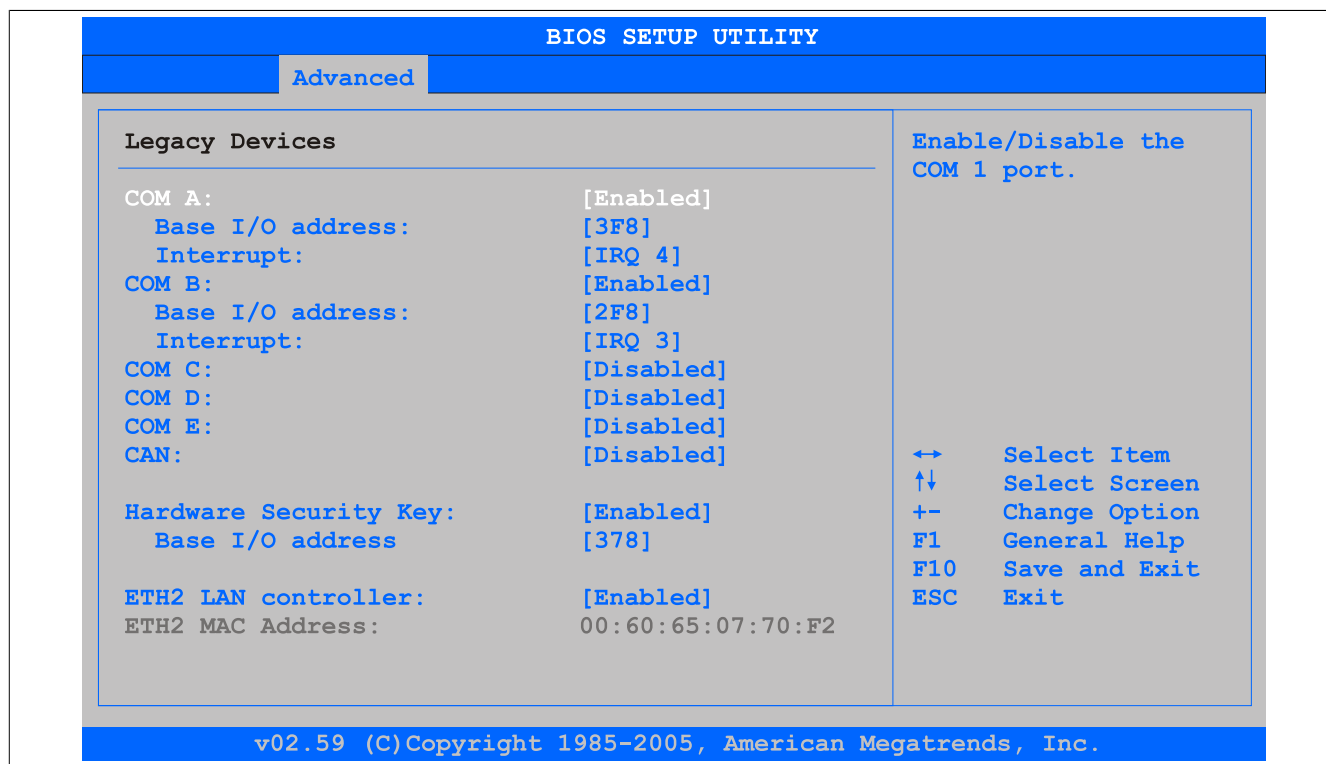 BIOS SETUP UTILITY
Advanced
Legacy Devices
COM A: [Enabled]
Base I/O address: [3F8]
Interrupt: [IRQ 4]
COM B: [Enabled]
Base I/O address: [2F8]
Interrupt: [IRQ 3]
COM C: [Disabled]
COM D: [Disabled]
COM E: [Disabled]
CAN: [Disabled]
Hardware Security Key: [Enabled]
Base I/O address [378]
ETH2 LAN controller: [Enabled]
ETH2 MAC Address: 00:60:65:07:70:F2
Enable/Disable the
COM 1 port.
↔ Select Item
↑↓ Select Screen
+- Change Option
F1 General Help
F10 Save and Exit
ESC Exit
v02.59 (C)Copyright 1985-2005, American Megatrends, Inc.